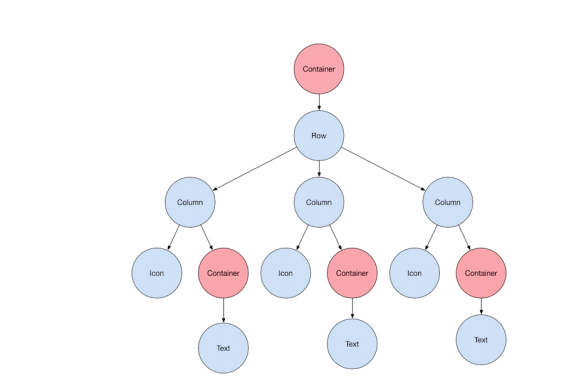 Container
Row
Column
Column
Column
Icon
Container
Icon
Container
Icon
Container
Text
Text
Text